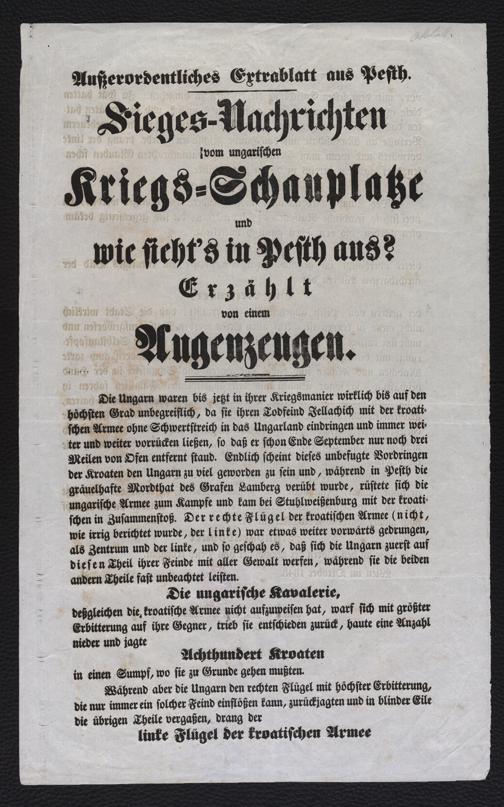 Außerordentliches Extrablatt aus Pesth.
Sieges-Nachrichten
vom ungarischen
Kriegs-Schauplatze
und
wie sieht's in Pesth aus?
Erzählt
von einem
Augenzeugen.
Die Ungarn waren bis jetzt in ihrer Kriegsmanier wirklich bis auf den
höchsten Grad unbegreiflich, da sie ihren Todfeind Jellachich mit der kroati-
schen Armee ohne Schwertstreich in das Ungarland eindringen und immer wei-
ter und weiter vorrücken ließen, so daß er schon Ende September nur noch drei
Meilen von Ofen entfernt stand. Endlich scheint dieses unbefugte Vordringen
der Kroaten den Ungarn zu viel geworden zu sein und, während in Pesth die
gräuelhafte Mordthat des Grafen Lamberg verübt wurde, rüstete sich die
ungarische Armee zum Kampfe und kam bei Stuhlweißenburg mit der kroati-
schen in Zusammenstoß. Der rechte Flügel der kroatischen Armee (nicht,
wie irrig berichtet wurde, der linke) war etwas weiter vorwärts gedrungen,
als Zentrum und der linke, und so geschah es, daß sich die Ungarn zuerst auf
diesen Theil ihrer Feinde mit aller Gewalt werfen, während sie die beiden
andern Theile fast unbeachtet leisten.
Die ungarische Kavalerie,
deßgleichen die kroatische Armee nicht aufzuweisen hat, warf sich mit größter
Erbitterung auf ihre Gegner, trieb sie entschieden zurück, haute eine Anzahl
nieder und jagte
Achthundert Kroaten
in einen Sumpf, wo sie zu Grunde gehen mußten.
Während aber die Ungarn den rechten Flügel mit höchster Erbitterung,
die nur immer ein solcher Feind einflößen kann, zurückjagten und in blinder Eile
die übrigen Theile vergaßen, drang der
linke Flügel der kroatischen Armee